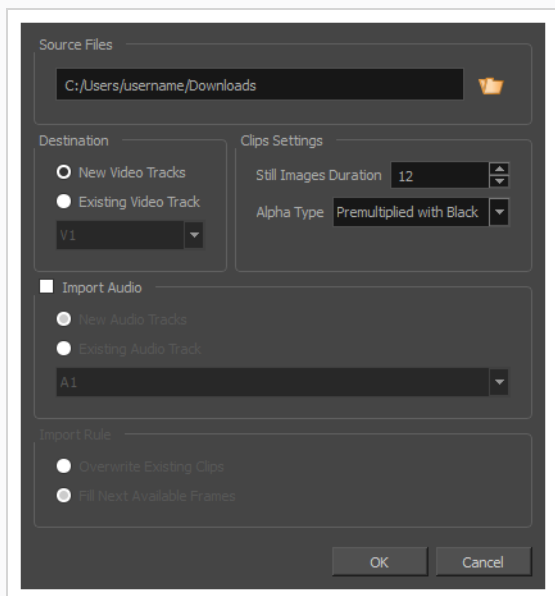 Source Files
C:/Users/username/Downloads
Destination
New Video Tracks
Existing Video Track
V1
Clips Settings
Still Images Duration 12
Alpha Type Premultiplied with Black
Import Audio
New Audio Tracks
Existing Audio Track
A1
Import Rule
Overwrite Existing Clips
Fill Next Available Frames
OK Cancel